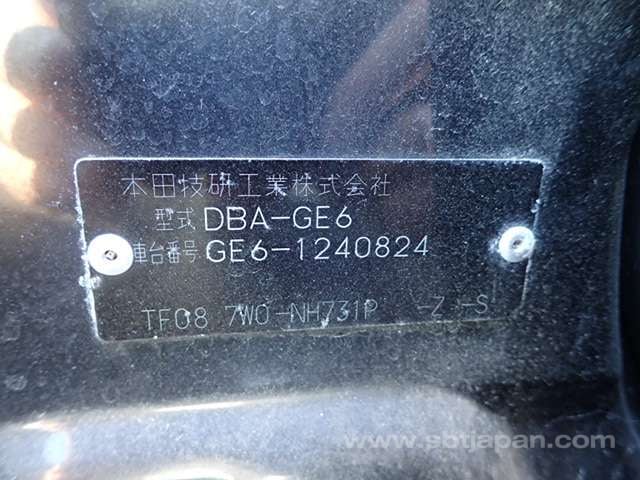 本田技研工業株式会社
型式 DBA-GE6
車台番号 GE6-1240824
TF08 7W0-NH731P -Z -S
www.sbtjapan.com